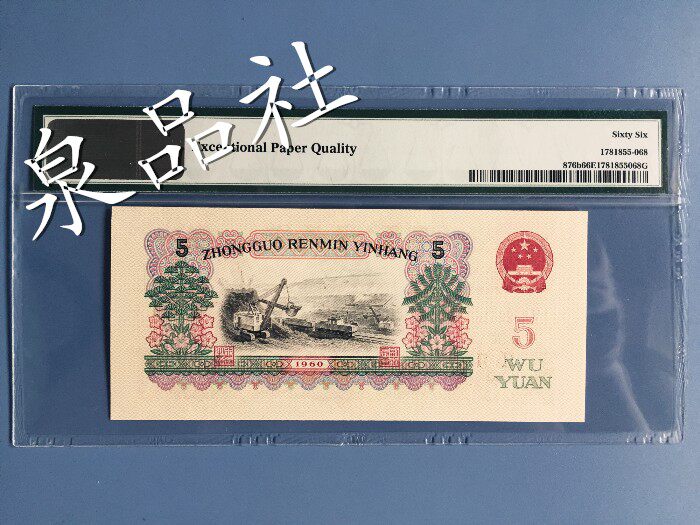 泉品社
Exceptional Paper Quality
Sixty Six
1781855-068
876b66E1781855068G
5
ZHONGGUO RENMIN YINHANG
5
5
WU
YUAN
1960